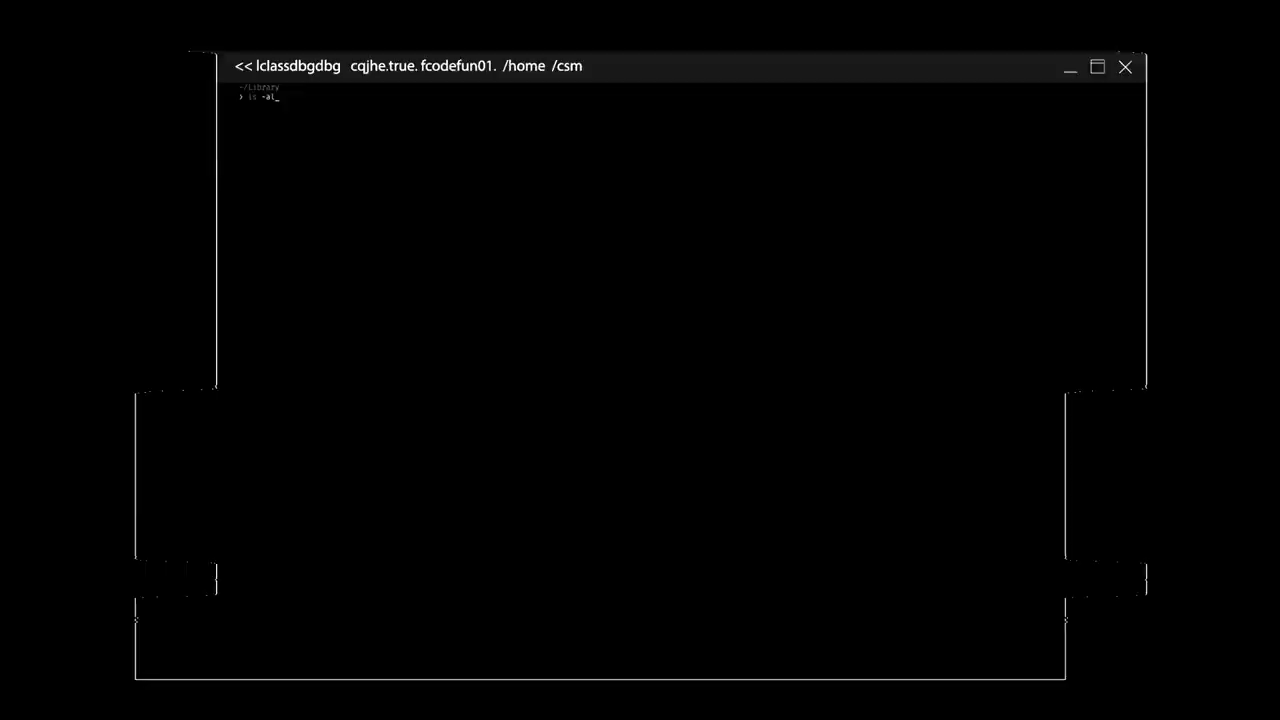 << lclassdbgdbg cqjhe.true. fcodefun01. /home /csm
~/Library
❯ ls -al_